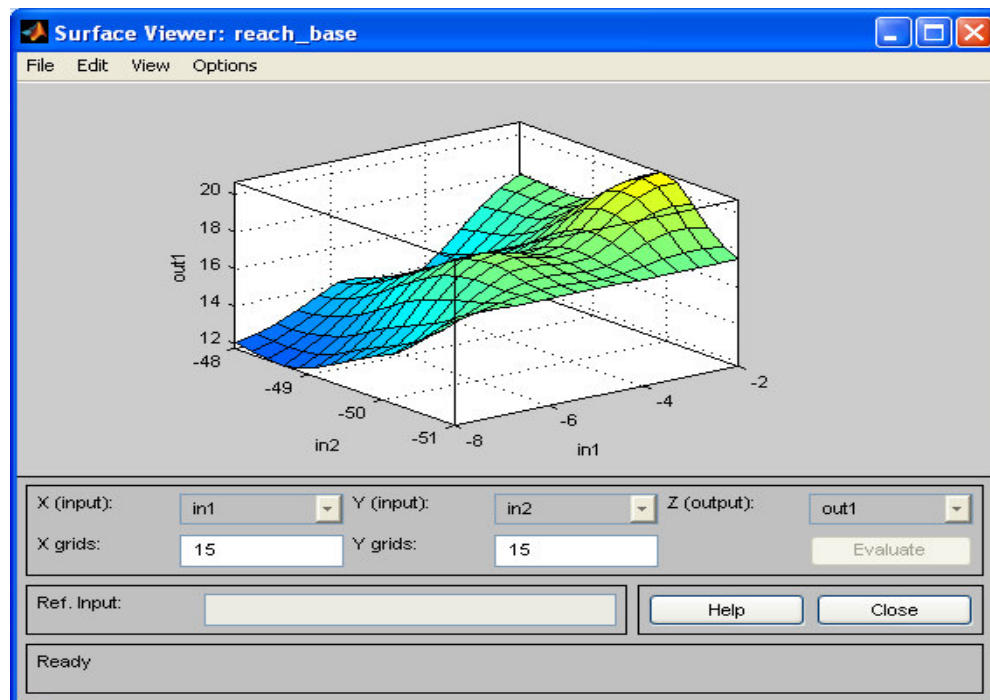 Surface Viewer: reach_base
File Edit View Options
20
18
16
14
12
out1
-48
-49
-50
-51
in2
-8
-6
-4
-2
in1
X (input): in1 Y (input): in2 Z (output): out1
X grids: 15 Y grids: 15 Evaluate
Ref. Input: Help Close
Ready